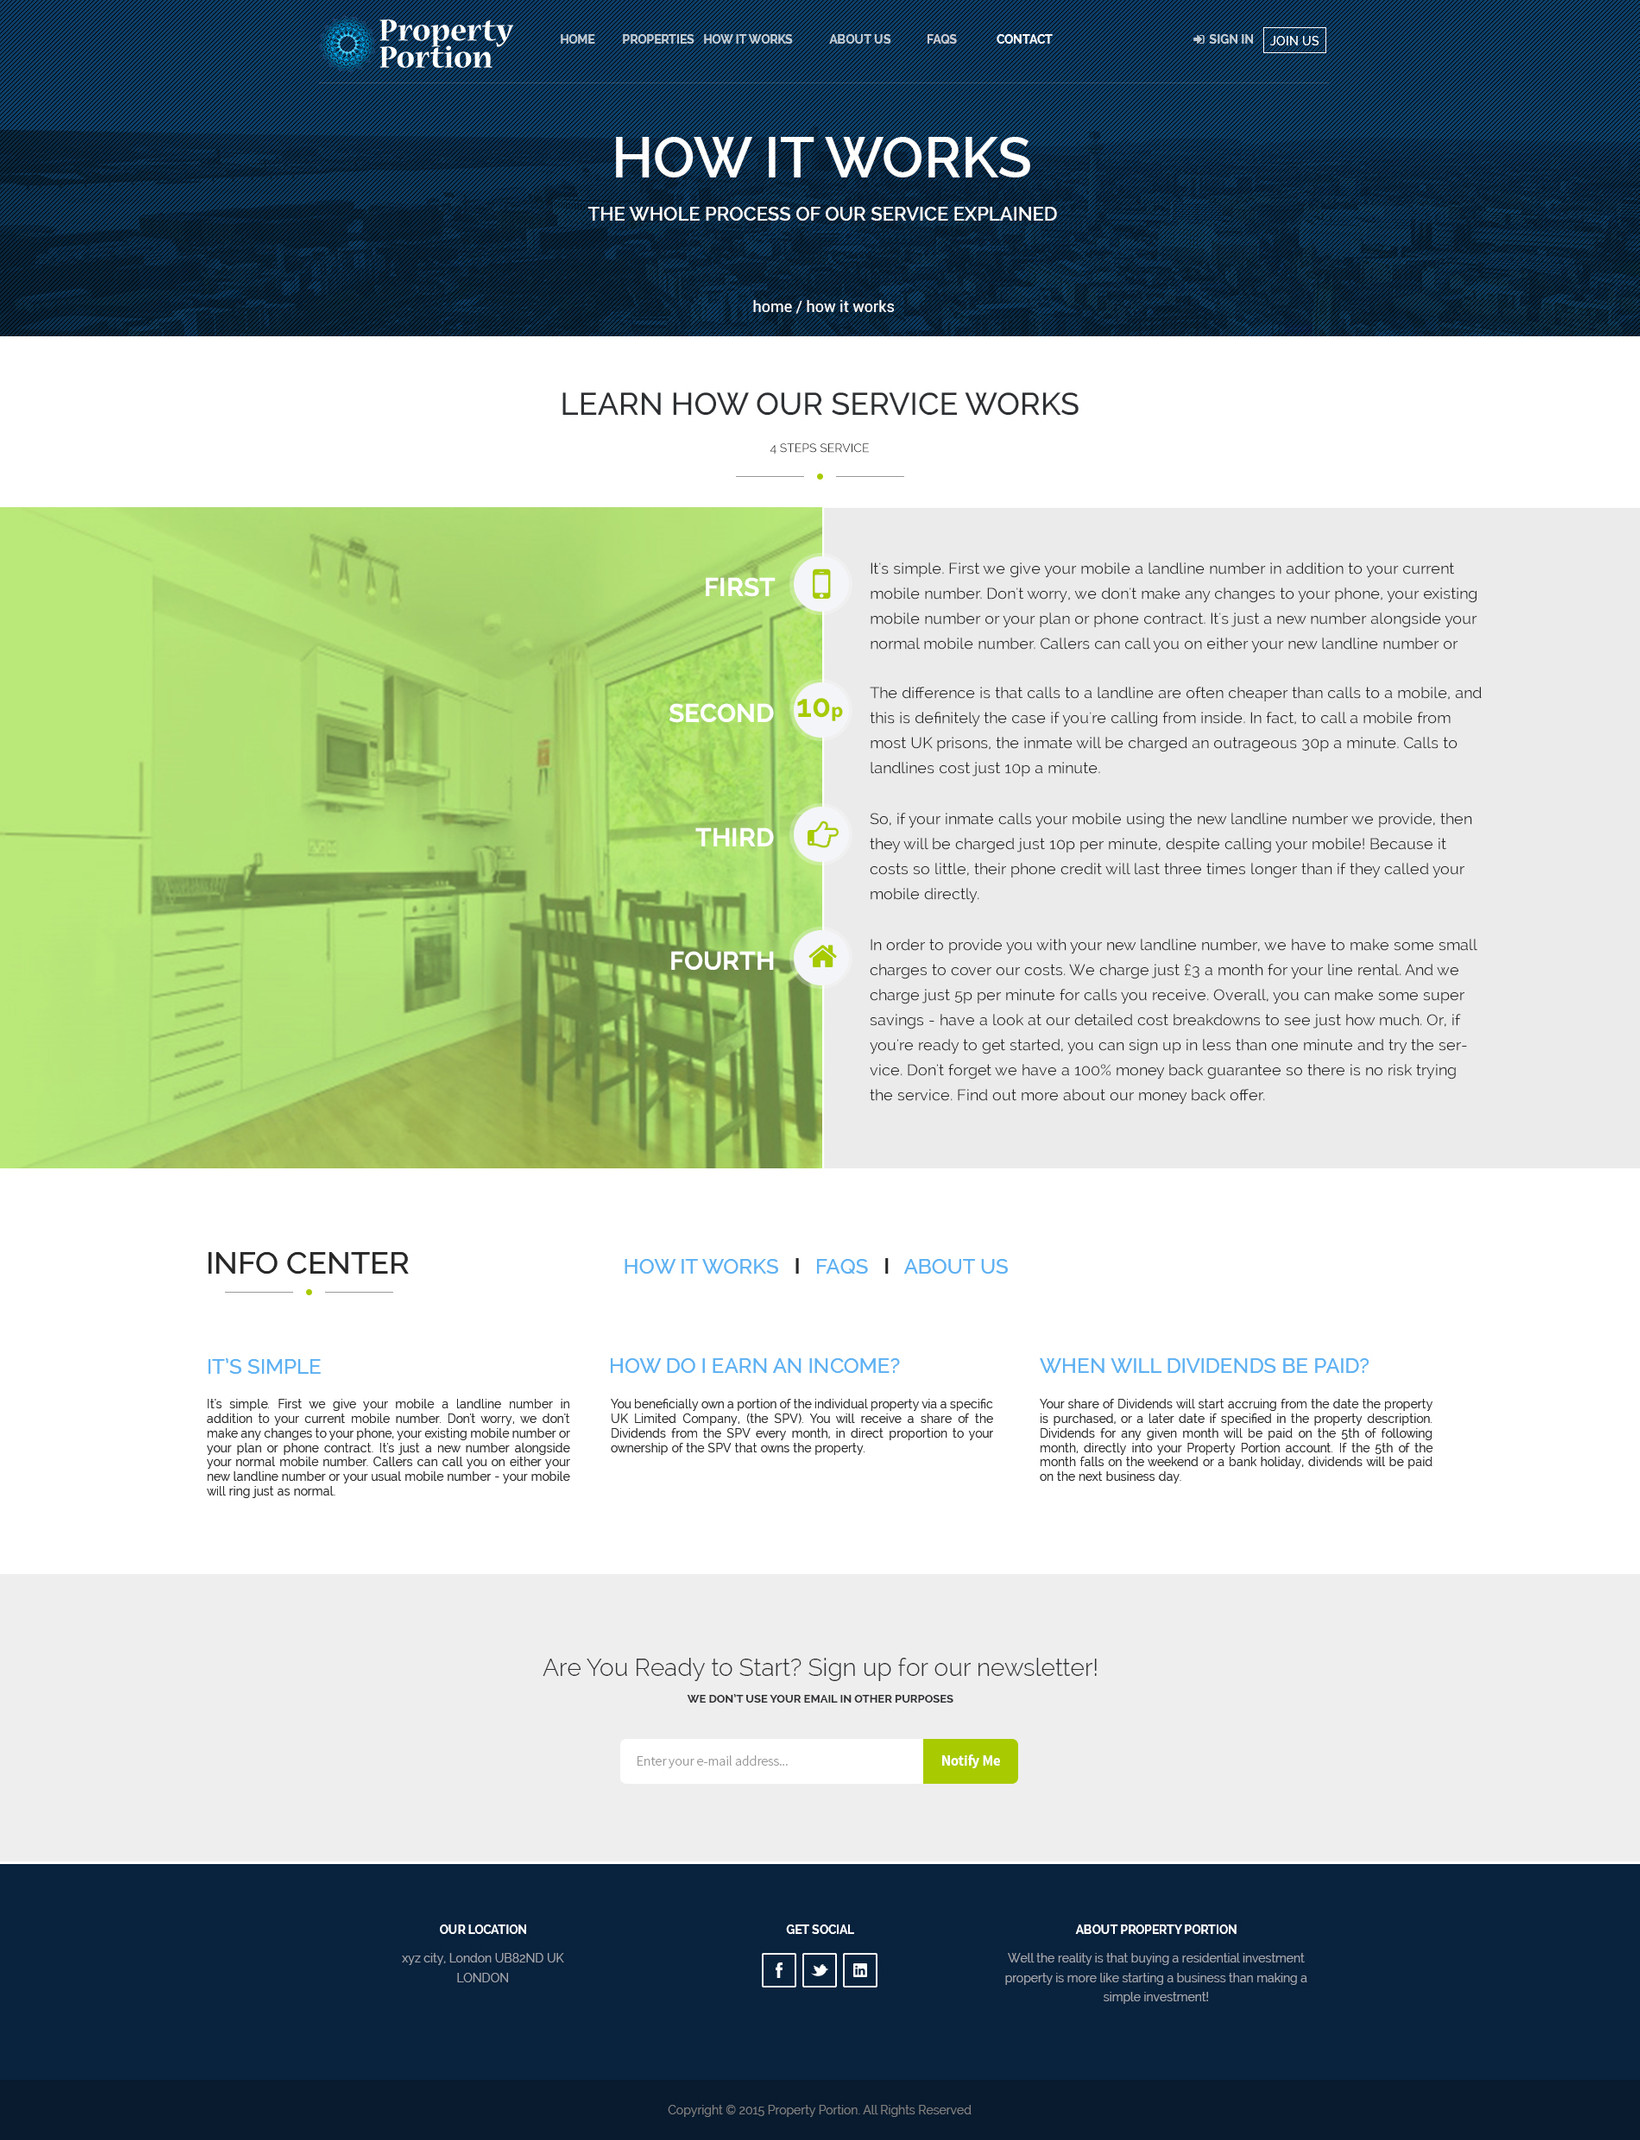 Property
Portion
HOME PROPERTIES HOW IT WORKS ABOUT US FAQS CONTACT SIGN IN JOIN US
HOW IT WORKS
THE WHOLE PROCESS OF OUR SERVICE EXPLAINED
home / how it works
LEARN HOW OUR SERVICE WORKS
4 STEPS SERVICE
FIRST
It's simple. First we give your mobile a landline number in addition to your current
mobile number. Don't worry, we don't make any changes to your phone, your existing
mobile number or your plan or phone contract. It's just a new number alongside your
normal mobile number. Callers can call you on either your new landline number or
SECOND
10p
The difference is that calls to a landline are often cheaper than calls to a mobile, and
this is definitely the case if you're calling from inside. In fact, to call a mobile from
most UK prisons, the inmate will be charged an outrageous 30p a minute. Calls to
landlines cost just 10p a minute.
THIRD
So, if your inmate calls your mobile using the new landline number we provide, then
they will be charged just 10p per minute, despite calling your mobile! Because it
costs so little, their phone credit will last three times longer than if they called your
mobile directly.
FOURTH
In order to provide you with your new landline number, we have to make some small
charges to cover our costs. We charge just £3 a month for your line rental. And we
charge just 5p per minute for calls you receive. Overall, you can make some super
savings - have a look at our detailed cost breakdowns to see just how much. Or, if
you're ready to get started, you can sign up in less than one minute and try the ser-
vice. Don't forget we have a 100% money back guarantee so there is no risk trying
the service. Find out more about our money back offer.
INFO CENTER
HOW IT WORKS I FAQS I ABOUT US
IT'S SIMPLE
It's simple. First we give your mobile a landline number in
addition to your current mobile number. Don't worry, we don't
make any changes to your phone, your existing mobile number or
your plan or phone contract. It's just a new number alongside
your normal mobile number. Callers can call you on either your
new landline number or your usual mobile number - your mobile
will ring just as normal.
HOW DO I EARN AN INCOME?
You beneficially own a portion of the individual property via a specific
UK Limited Company, (the SPV). You will receive a share of the
Dividends from the SPV every month, in direct proportion to your
ownership of the SPV that owns the property.
WHEN WILL DIVIDENDS BE PAID?
Your share of Dividends will start accruing from the date the property
is purchased, or a later date if specified in the property description.
Dividends for any given month will be paid on the 5th of following
month, directly into your Property Portion account. If the 5th of the
month falls on the weekend or a bank holiday, dividends will be paid
on the next business day.
Are You Ready to Start? Sign up for our newsletter!
WE DON'T USE YOUR EMAIL IN OTHER PURPOSES
Enter your e-mail address...
Notify Me
OUR LOCATION
xyz city, London UB82ND UK
LONDON
GET SOCIAL
ABOUT PROPERTY PORTION
Well the reality is that buying a residential investment
property is more like starting a business than making a
simple investment!
Copyright © 2015 Property Portion. All Rights Reserved